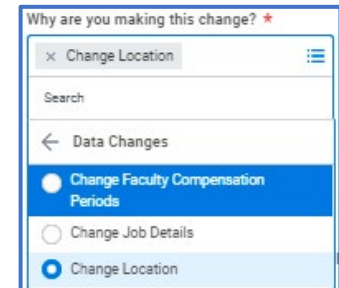 Why are you making this change? *
× Change Location
Search
← Data Changes
Change Faculty Compensation
Periods
Change Job Details
Change Location